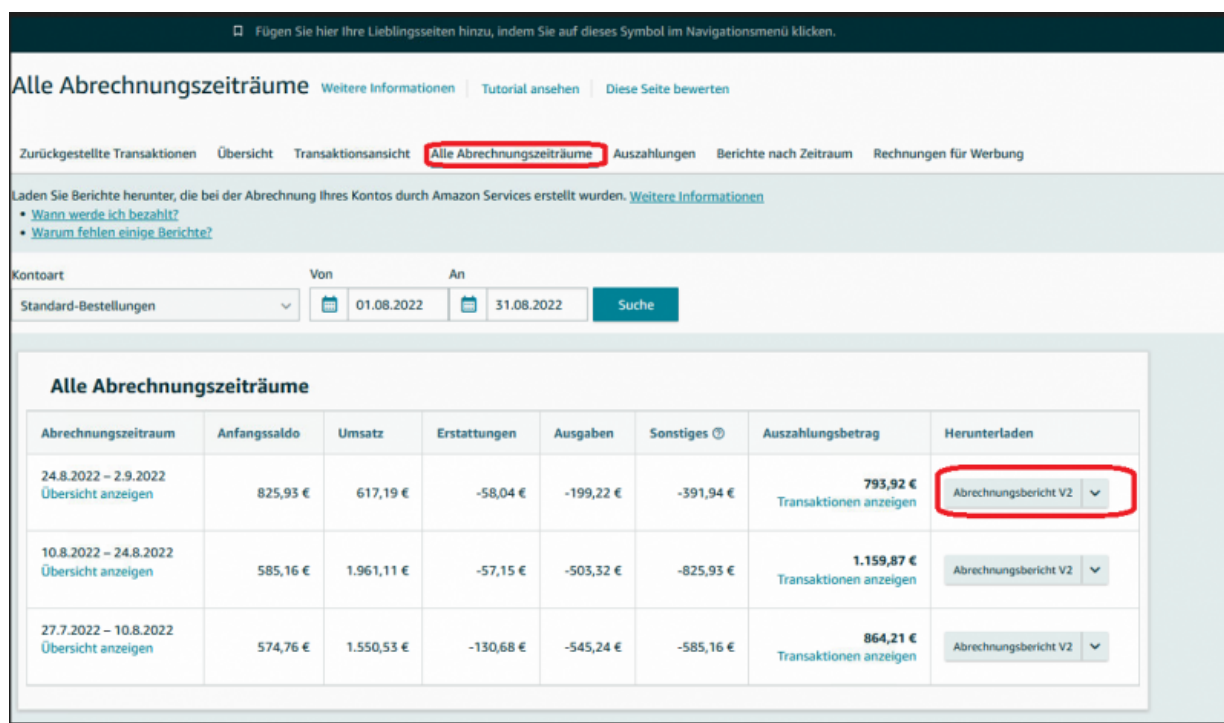 Fügen Sie hier Ihre Lieblingsseiten hinzu, indem Sie auf dieses Symbol im Navigationsmenü klicken.
Alle Abrechnungszeiträume Weitere Informationen Tutorial ansehen Diese Seite bewerten
Zurückgestellte Transaktionen Übersicht Transaktionsansicht Alle Abrechnungszeiträume Auszahlungen Berichte nach Zeitraum Rechnungen für Werbung
Laden Sie Berichte herunter, die bei der Abrechnung Ihres Kontos durch Amazon Services erstellt wurden. Weitere Informationen
• Wann werde ich bezahlt?
• Warum fehlen einige Berichte?
Kontoart Von An
Standard-Bestellungen 01.08.2022 31.08.2022 Suche
Alle Abrechnungszeiträume
Abrechnungszeitraum Anfangssaldo Umsatz Erstattungen Ausgaben Sonstiges Auszahlungsbetrag Herunterladen
24.8.2022 – 2.9.2022 793,92 €
Übersicht anzeigen 825,93 € 617,19 € -58,04 € -199,22 € -391,94 € Transaktionen anzeigen Abrechnungsbericht V2
10.8.2022 – 24.8.2022 1.159,87 €
Übersicht anzeigen 585,16 € 1.961,11 € -57,15 € -503,32 € -825,93 € Transaktionen anzeigen Abrechnungsbericht V2
27.7.2022 – 10.8.2022 864,21 €
Übersicht anzeigen 574,76 € 1.550,53 € -130,68 € -545,24 € -585,16 € Transaktionen anzeigen Abrechnungsbericht V2